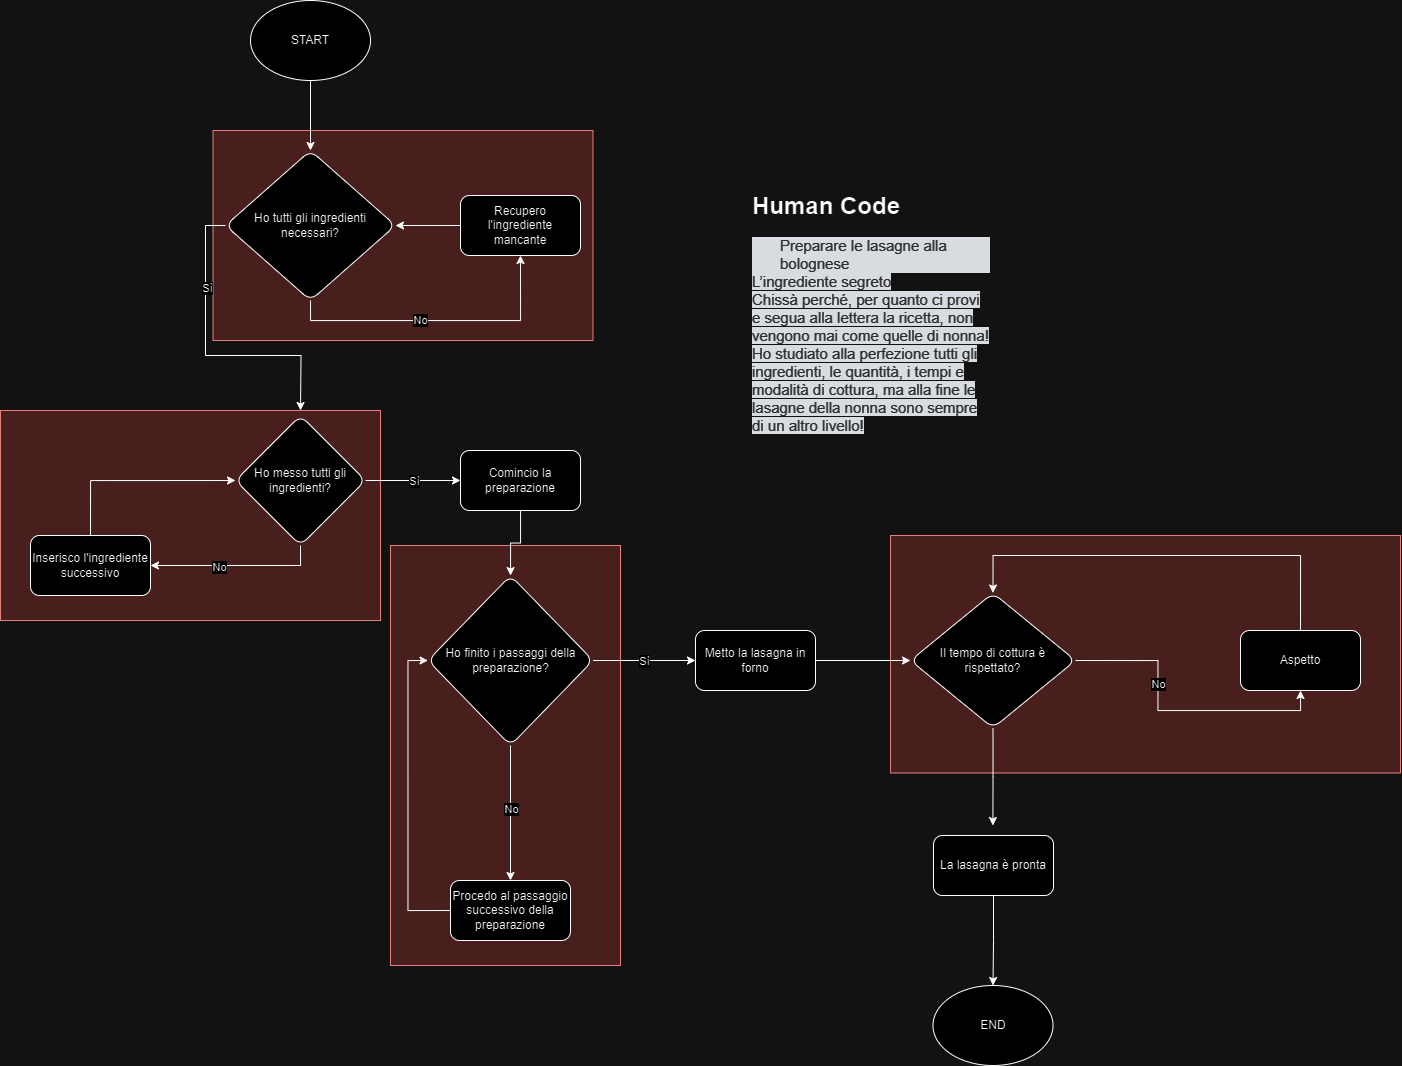 START
Ho tutti gli ingredienti
necessari?
Recupero
l'ingrediente
mancante
Si
No
Human Code
Preparare le lasagne alla
bolognese
L'ingrediente segreto
Chissà perché, per quanto ci provi
e segua alla lettera la ricetta, non
vengono mai come quelle di nonna!
Ho studiato alla perfezione tutti gli
ingredienti, le quantità, i tempi e
modalità di cottura, ma alla fine le
lasagne della nonna sono sempre
di un altro livello!
Ho messo tutti gli
ingredienti?
Si
Comincio la
preparazione
Inserisco l'ingrediente
successivo
No
Ho finito i passaggi della
preparazione?
Si
Metto la lasagna in
forno
Il tempo di cottura è
rispettato?
No
Aspetto
No
Procedo al passaggio
successivo della
preparazione
La lasagna è pronta
END